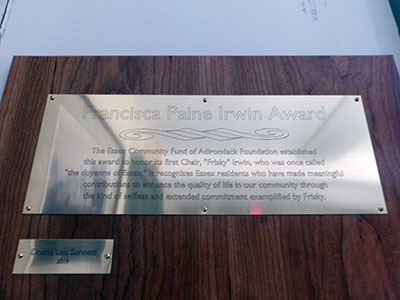 Francisca Paine Irwin Award
The Essex Community Fund of Adirondack Foundation established
this award to honor its first Chair, "Frisky" Irwin, who was once called
"the doyenne of Essex." It recognizes Essex residents who have made meaningful
contributions to enhance the quality of life in our community through
the kind of selfless and extended commitment exemplified by Frisky.
Donna Lou Sonnett
2019